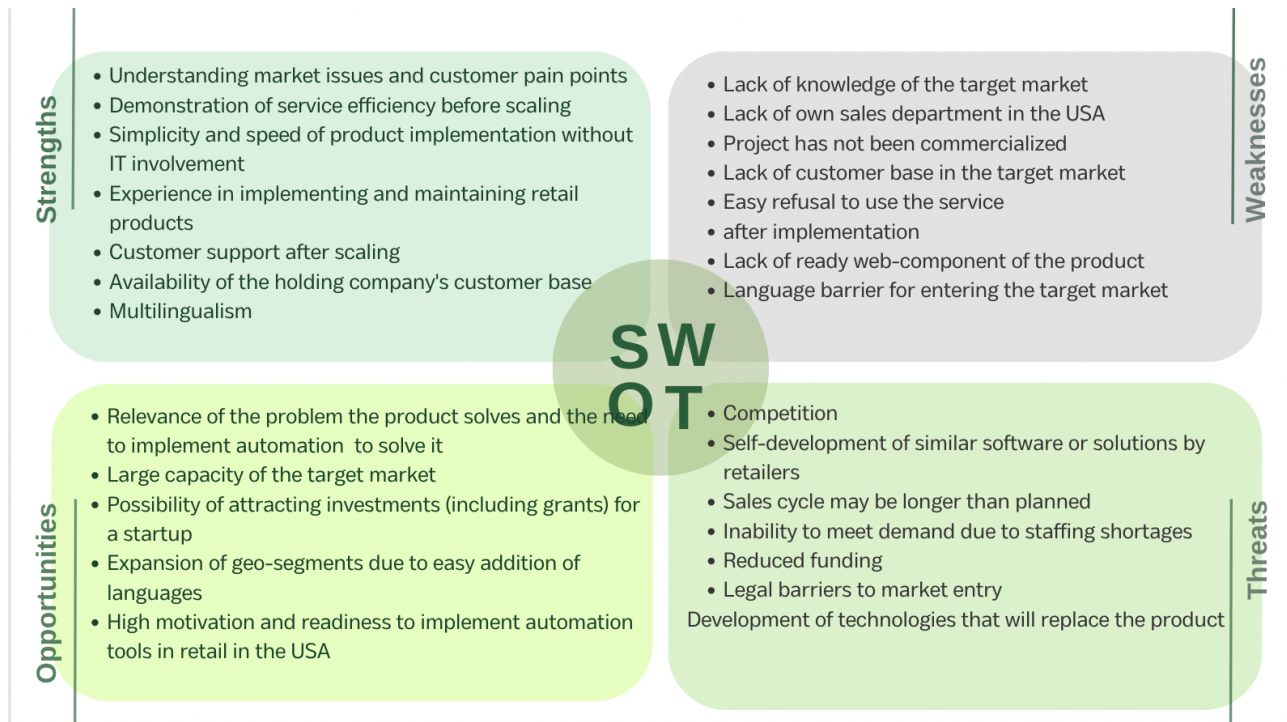 Strengths
• Understanding market issues and customer pain points
• Demonstration of service efficiency before scaling
• Simplicity and speed of product implementation without
IT involvement
• Experience in implementing and maintaining retail
products
• Customer support after scaling
• Availability of the holding company's customer base
• Multilingualism
Weaknesses
• Lack of knowledge of the target market
• Lack of own sales department in the USA
• Project has not been commercialized
• Lack of customer base in the target market
• Easy refusal to use the service
• after implementation
• Lack of ready web-component of the product
• Language barrier for entering the target market
S W
O T
Opportunities
• Relevance of the problem the product solves and the need
to implement automation  to solve it
• Large capacity of the target market
• Possibility of attracting investments (including grants) for
a startup
• Expansion of geo-segments due to easy addition of
languages
• High motivation and readiness to implement automation
tools in retail in the USA
Threats
• Competition
• Self-development of similar software or solutions by
retailers
• Sales cycle may be longer than planned
• Inability to meet demand due to staffing shortages
• Reduced funding
• Legal barriers to market entry
Development of technologies that will replace the product